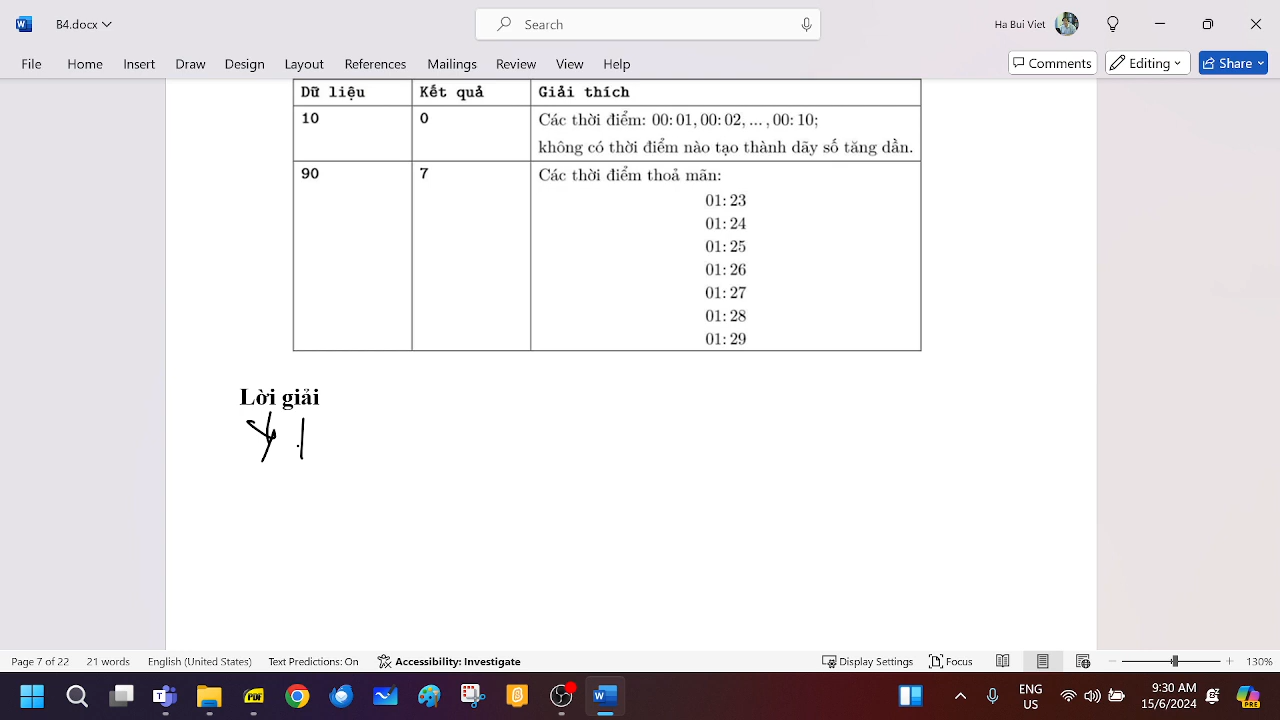 B4.docx
Search
Ha Bui Viet
File Home Insert Draw Design Layout References Mailings Review View Help
Comments Editing Share
Dữ liệu Kết quả Giải thích
10 0 Các thời điểm: 00: 01, 00: 02, ... , 00: 10;
không có thời điểm nào tạo thành dãy số tăng dần.
90 7 Các thời điểm thoả mãn:
01: 23
01: 24
01: 25
01: 26
01: 27
01: 28
01: 29
Lời giải
Page 7 of 22 21 words English (United States) Text Predictions: On Accessibility: Investigate Display Settings Focus 130%
PDF
ENG
US
9:30 AM
15/6/2024
PRE